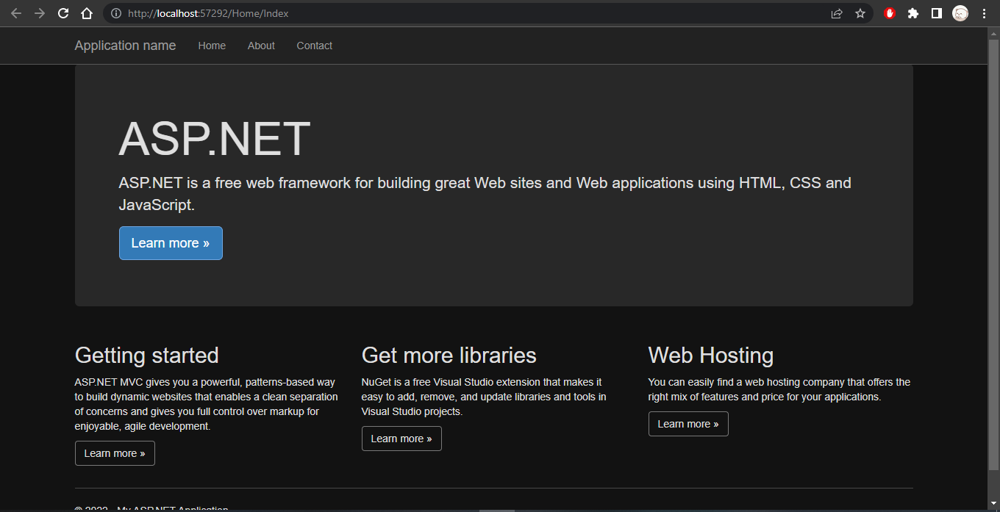 http://localhost:57292/Home/Index
Application name Home About Contact
ASP.NET
ASP.NET is a free web framework for building great Web sites and Web applications using HTML, CSS and
JavaScript.
Learn more »
Getting started
ASP.NET MVC gives you a powerful, patterns-based way
to build dynamic websites that enables a clean separation
of concerns and gives you full control over markup for
enjoyable, agile development.
Learn more »
Get more libraries
NuGet is a free Visual Studio extension that makes it
easy to add, remove, and update libraries and tools in
Visual Studio projects.
Learn more »
Web Hosting
You can easily find a web hosting company that offers the
right mix of features and price for your applications.
Learn more »
© 2022 - My ASP.NET Application